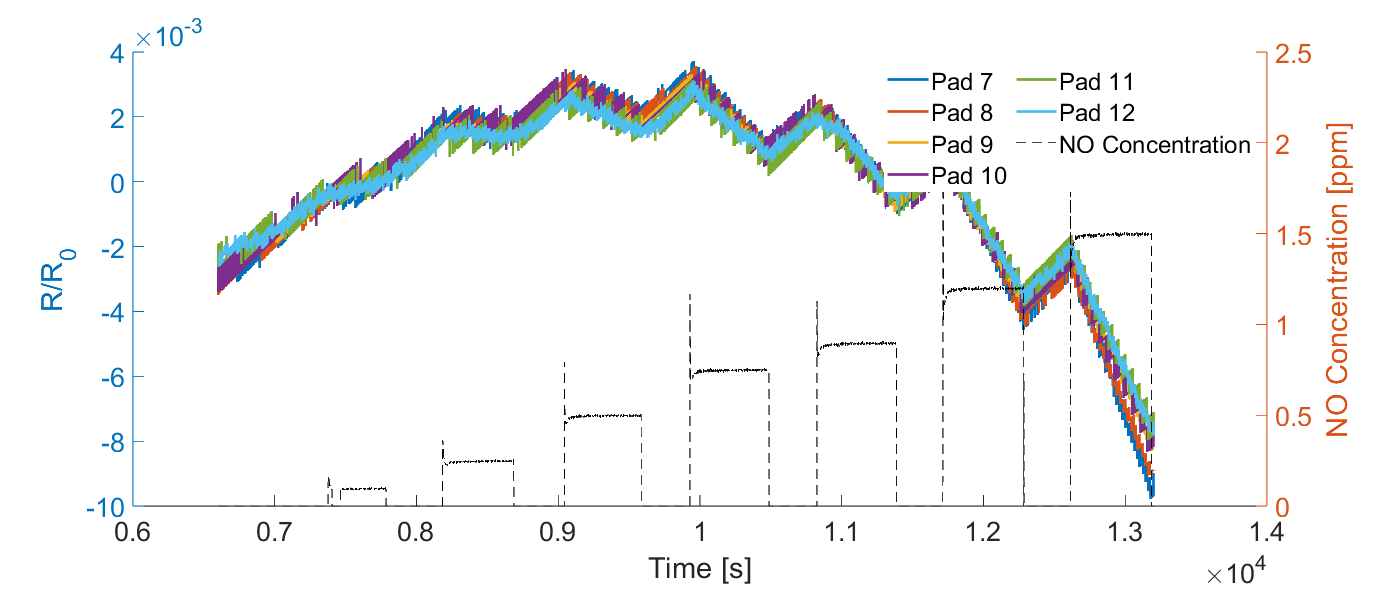 ×10-3
4
2
0
-2
-4
-6
-8
-10
R/R0
2.5
2
1.5
1
0.5
0
NO Concentration [ppm]
Pad 7
Pad 8
Pad 9
Pad 10
Pad 11
Pad 12
NO Concentration
0.6 0.7 0.8 0.9 1 1.1 1.2 1.3 1.4
Time [s]
×104